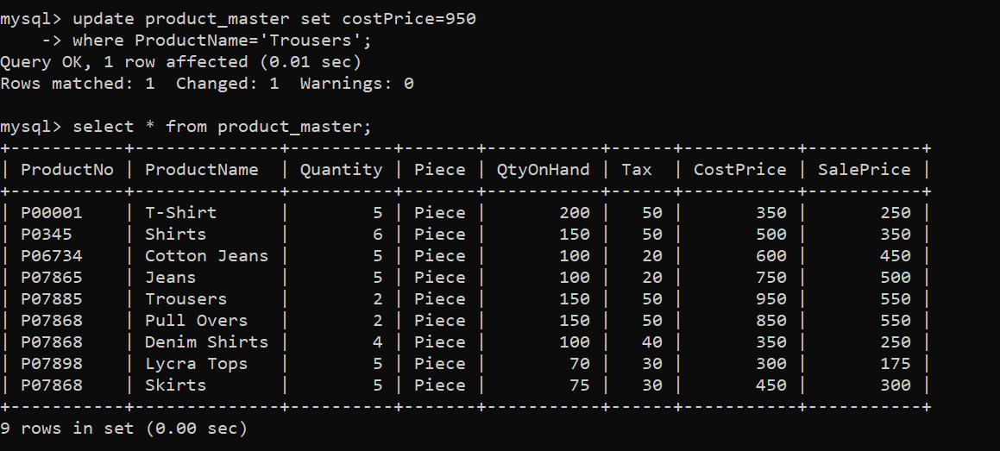 mysql> update product_master set costPrice=950
    -> where ProductName='Trousers';
Query OK, 1 row affected (0.01 sec)
Rows matched: 1  Changed: 1  Warnings: 0

mysql> select * from product_master;
+-----------+--------------+----------+-------+-----------+------+-----------+-----------+
| ProductNo | ProductName  | Quantity | Piece | QtyOnHand | Tax  | CostPrice | SalePrice |
+-----------+--------------+----------+-------+-----------+------+-----------+-----------+
| P00001    | T-Shirt      |        5 | Piece |       200 |   50 |       350 |       250 |
| P0345     | Shirts       |        6 | Piece |       150 |   50 |       500 |       350 |
| P06734    | Cotton Jeans |        5 | Piece |       100 |   20 |       600 |       450 |
| P07865    | Jeans        |        5 | Piece |       100 |   20 |       750 |       500 |
| P07885    | Trousers     |        2 | Piece |       150 |   50 |       950 |       550 |
| P07868    | Pull Overs   |        2 | Piece |       150 |   50 |       850 |       550 |
| P07868    | Denim Shirts |        4 | Piece |       100 |   40 |       350 |       250 |
| P07898    | Lycra Tops   |        5 | Piece |        70 |   30 |       300 |       175 |
| P07868    | Skirts       |        5 | Piece |        75 |   30 |       450 |       300 |
+-----------+--------------+----------+-------+-----------+------+-----------+-----------+
9 rows in set (0.00 sec)